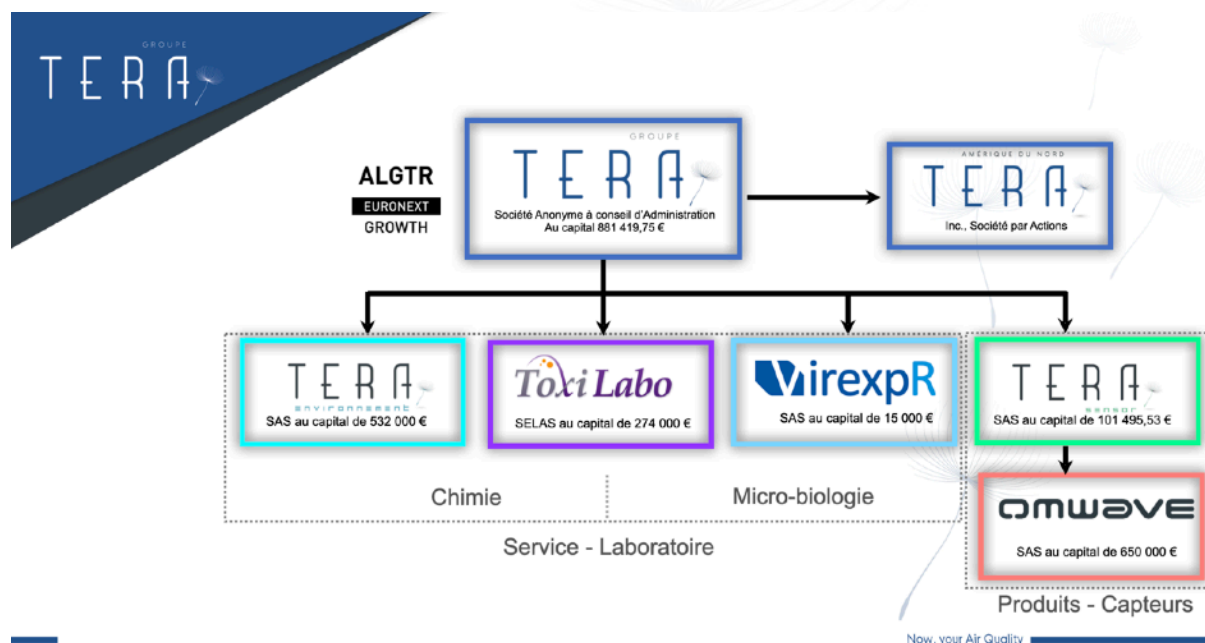 GROUPE
TERA
ALGTR
EURONEXT
GROWTH
GROUPE
TERA
Société Anonyme à conseil d'Administration
Au capital 881 419,75 €
AMÉRIQUE DU NORD
TERA
Inc., Société par Actions
TERA
environnement
SAS au capital de 532 000 €
Toxi Labo
SELAS au capital de 274 000 €
VirexpR
SAS au capital de 15 000 €
TERA
sensor
SAS au capital de 101 495,53 €
Chimie
Micro-biologie
omwave
SAS au capital de 650 000 €
Service - Laboratoire
Produits - Capteurs
Now, your Air Quality